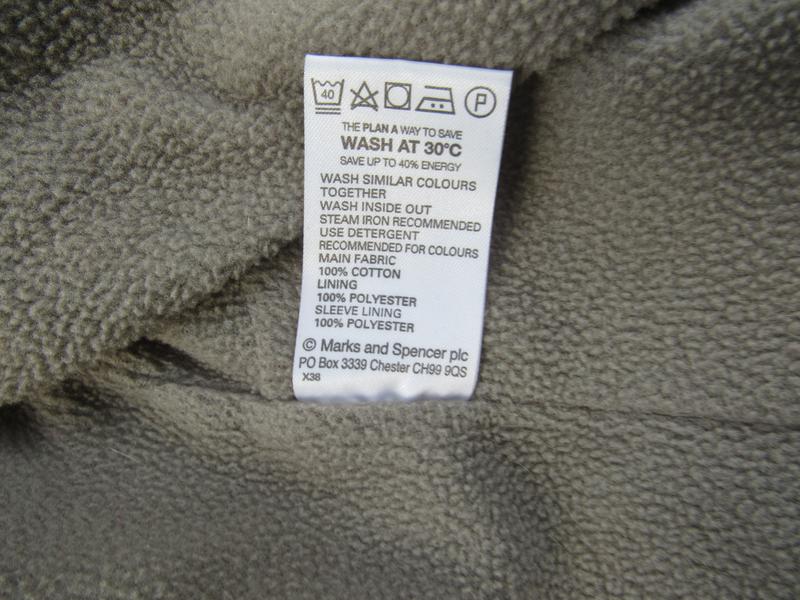 40 P
THE PLAN A WAY TO SAVE
WASH AT 30°C
SAVE UP TO 40% ENERGY
WASH SIMILAR COLOURS
TOGETHER
WASH INSIDE OUT
STEAM IRON RECOMMENDED
USE DETERGENT
RECOMMENDED FOR COLOURS
MAIN FABRIC
100% COTTON
LINING
100% POLYESTER
SLEEVE LINING
100% POLYESTER
© Marks and Spencer plc
PO Box 3339 Chester CH99 9QS
X38